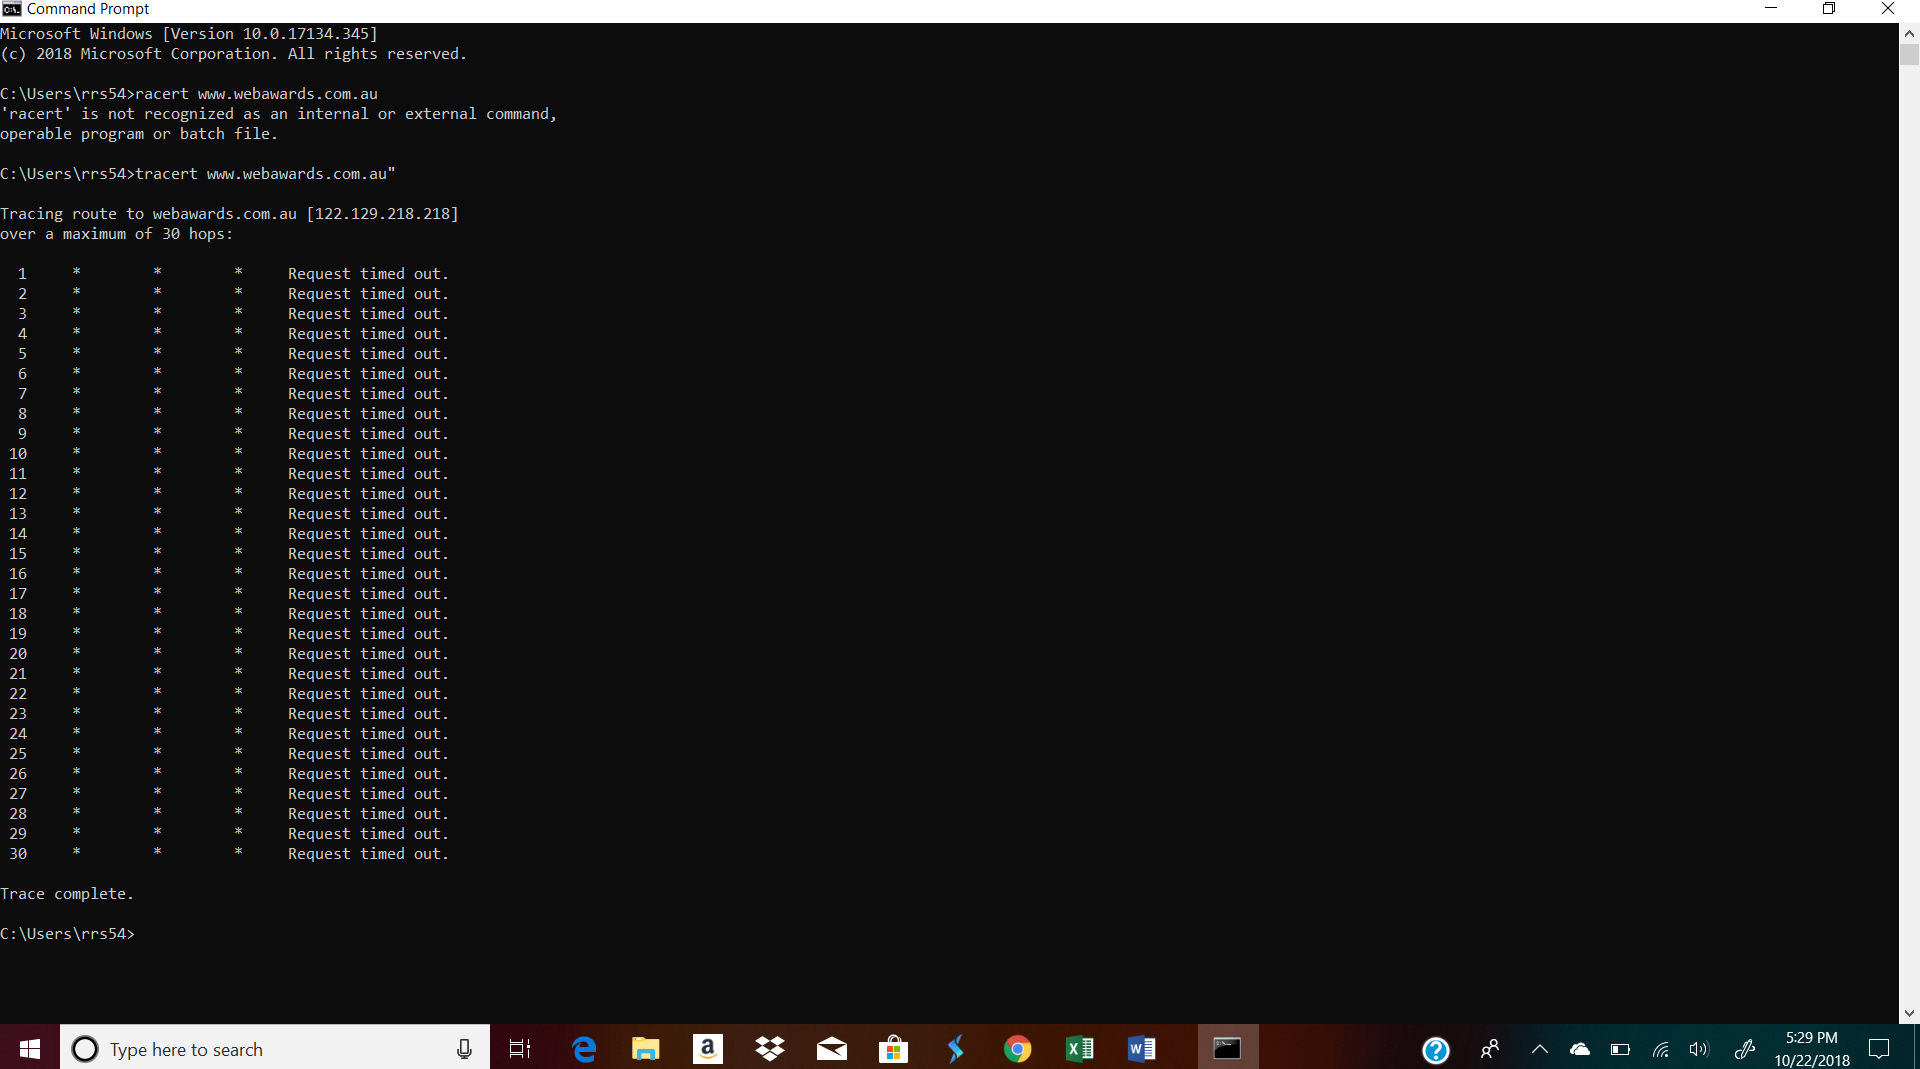 Command Prompt
Microsoft Windows [Version 10.0.17134.345]
(c) 2018 Microsoft Corporation. All rights reserved.
C:\Users\rrs54>racert www.webawards.com.au
'racert' is not recognized as an internal or external command,
operable program or batch file.
C:\Users\rrs54>tracert www.webawards.com.au"
Tracing route to webawards.com.au [122.129.218.218]
over a maximum of 30 hops:
1 * * * Request timed out.
2 * * * Request timed out.
3 * * * Request timed out.
4 * * * Request timed out.
5 * * * Request timed out.
6 * * * Request timed out.
7 * * * Request timed out.
8 * * * Request timed out.
9 * * * Request timed out.
10 * * * Request timed out.
11 * * * Request timed out.
12 * * * Request timed out.
13 * * * Request timed out.
14 * * * Request timed out.
15 * * * Request timed out.
16 * * * Request timed out.
17 * * * Request timed out.
18 * * * Request timed out.
19 * * * Request timed out.
20 * * * Request timed out.
21 * * * Request timed out.
22 * * * Request timed out.
23 * * * Request timed out.
24 * * * Request timed out.
25 * * * Request timed out.
26 * * * Request timed out.
27 * * * Request timed out.
28 * * * Request timed out.
29 * * * Request timed out.
30 * * * Request timed out.
Trace complete.
C:\Users\rrs54>
Type here to search
5:29 PM
10/22/2018